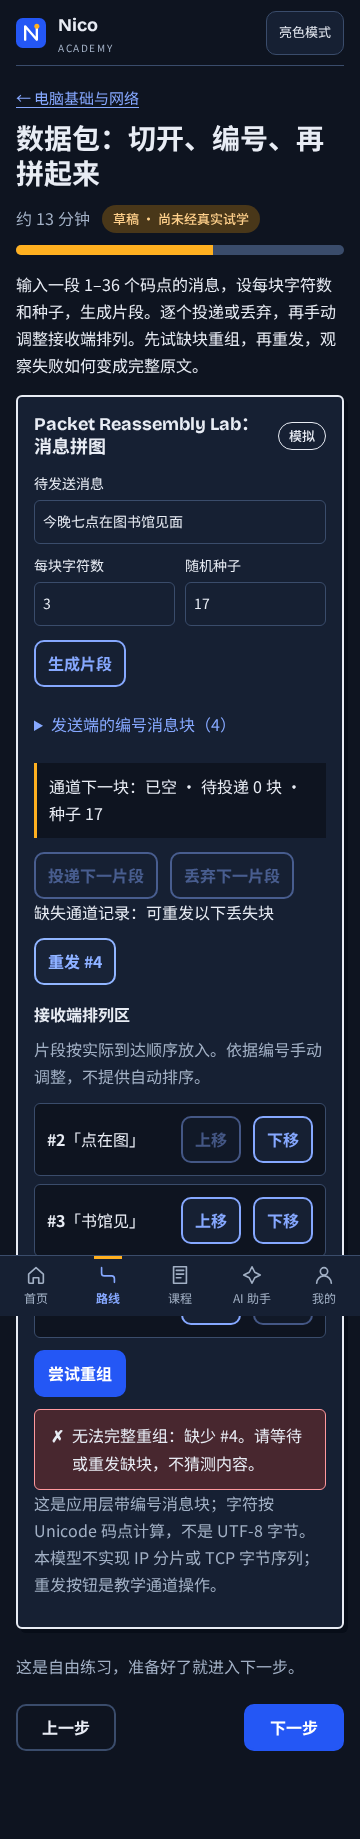 Nico
ACADEMY
亮色模式
← 电脑基础与网络
数据包：切开、编号、再
拼起来
约 13 分钟
草稿 · 尚未经真实试学
输入一段 1–36 个码点的消息，设每块字符数
和种子，生成片段。逐个投递或丢弃，再手动
调整接收端排列。先试缺块重组，再重发，观
察失败如何变成完整原文。
Packet Reassembly Lab：
消息拼图
模拟
待发送消息
今晚七点在图书馆见面
每块字符数
随机种子
3
17
生成片段
▶ 发送端的编号消息块（4）
通道下一块：已空 · 待投递 0 块 ·
种子 17
投递下一片段
丢弃下一片段
缺失通道记录：可重发以下丢失块
重发 #4
接收端排列区
片段按实际到达顺序放入。依据编号手动
调整，不提供自动排序。
#2「点在图」
上移
下移
#3「书馆见」
上移
下移
首页
路线
课程
AI 助手
我的
尝试重组
✗ 无法完整重组：缺少 #4。请等待
或重发缺块，不猜测内容。
这是应用层带编号消息块；字符按
Unicode 码点计算，不是 UTF-8 字节。
本模型不实现 IP 分片或 TCP 字节序列；
重发按钮是教学通道操作。
这是自由练习，准备好了就进入下一步。
上一步
下一步